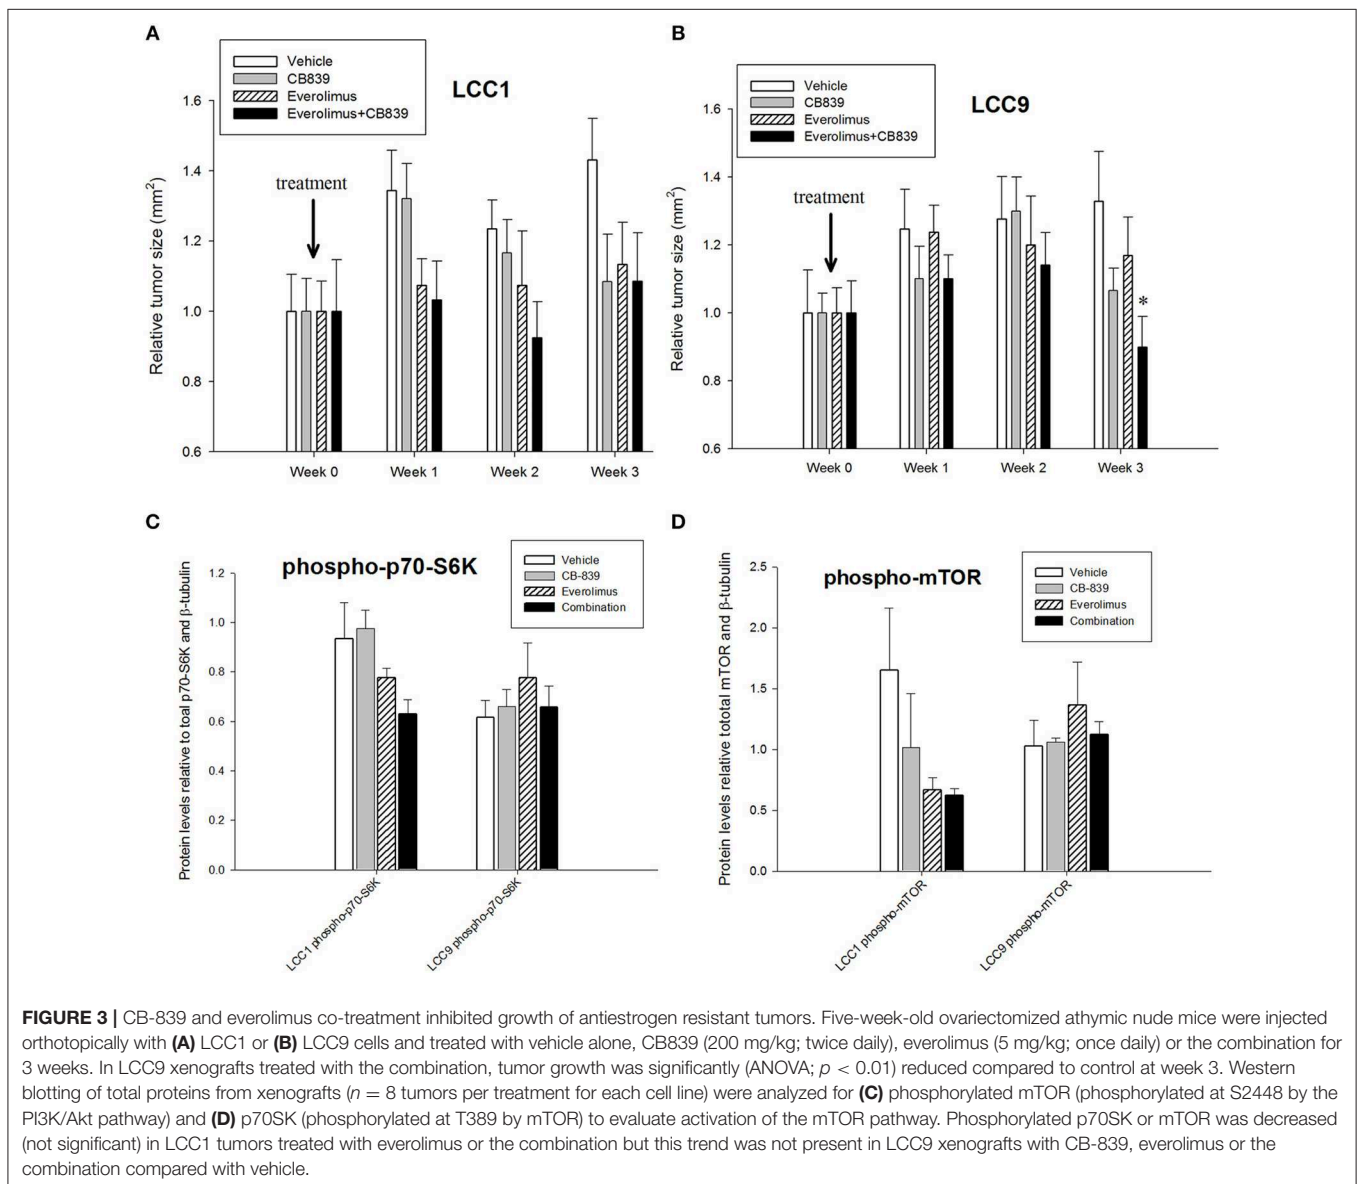 A
Vehicle
CB839
Everolimus
Everolimus+CB839
LCC1
treatment
Relative tumor size (mm²)
1.6
1.4
1.2
1.0
0.8
0.6
Week 0
Week 1
Week 2
Week 3
B
Vehicle
CB839
Everolimus
Everolimus+CB839
LCC9
treatment
*
Relative tumor size (mm²)
1.6
1.4
1.2
1.0
0.8
0.6
Week 0
Week 1
Week 2
Week 3
C
phospho-p70-S6K
Vehicle
CB-839
Everolimus
Combination
Protein levels relative to toal p70-S6K and β-tubulin
1.2
1.0
0.8
0.6
0.4
0.2
0.0
LCC1 phospho-p70-S6K
LCC9 phospho-p70-S6K
D
phospho-mTOR
Vehicle
CB-839
Everolimus
Combination
Protein levels relative tototal mTOR and β-tubulin
2.5
2.0
1.5
1.0
0.5
0.0
LCC1 phospho-mTOR
LCC9 phospho-mTOR
FIGURE 3 | CB-839 and everolimus co-treatment inhibited growth of antiestrogen resistant tumors. Five-week-old ovariectomized athymic nude mice were injected
orthotopically with (A) LCC1 or (B) LCC9 cells and treated with vehicle alone, CB839 (200 mg/kg; twice daily), everolimus (5 mg/kg; once daily) or the combination for
3 weeks. In LCC9 xenografts treated with the combination, tumor growth was significantly (ANOVA; p < 0.01) reduced compared to control at week 3. Western
blotting of total proteins from xenografts (n = 8 tumors per treatment for each cell line) were analyzed for (C) phosphorylated mTOR (phosphorylated at S2448 by the
PI3K/Akt pathway) and (D) p70SK (phosphorylated at T389 by mTOR) to evaluate activation of the mTOR pathway. Phosphorylated p70SK or mTOR was decreased
(not significant) in LCC1 tumors treated with everolimus or the combination but this trend was not present in LCC9 xenografts with CB-839, everolimus or the
combination compared with vehicle.